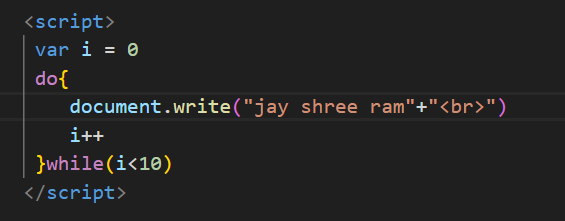 <script>
var i = 0
do{
document.write("jay shree ram"+"<br>")
i++
}while(i<10)
</script>